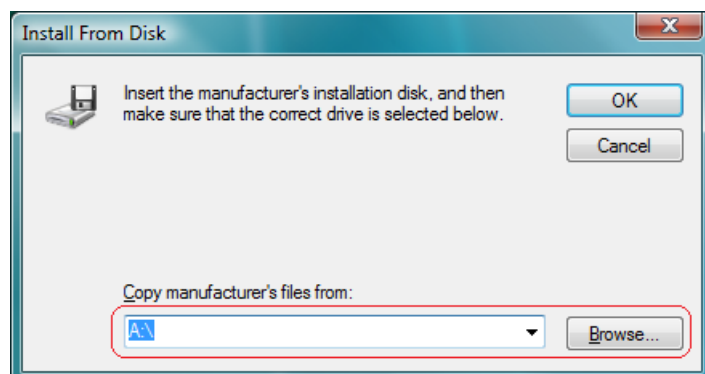 Install From Disk
Insert the manufacturer's installation disk, and then
make sure that the correct drive is selected below.
OK
Cancel
Copy manufacturer's files from:
A:\
Browse...